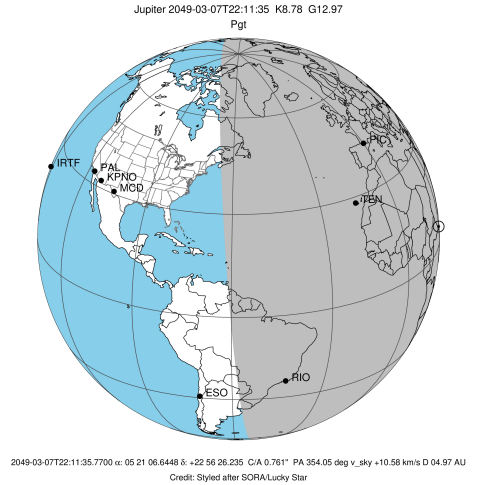 Jupiter 2049-03-07T22:11:35 K8.78 G12.97
Pgt
IRTF
PAL
KPNO
MCD
PIC
TEN
RIO
ESO
2049-03-07T22:11:35.7700 α: 05 21 06.6448 δ: +22 56 26.235 C/A 0.761" PA 354.05 deg v_sky +10.58 km/s D 04.97 AU
Credit: Styled after SORA/Lucky Star